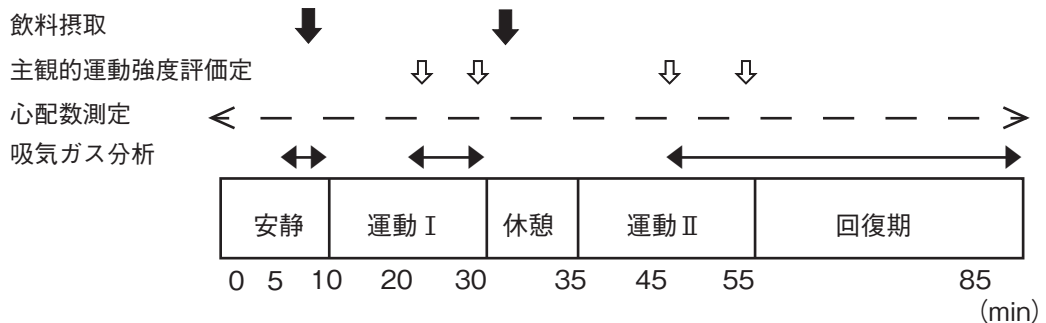 飲料摂取
主観的運動強度評価定
心配数測定
吸気ガス分析
安静 運動Ⅰ 休憩 運動Ⅱ 回復期
0 5 10 20 30 35 45 55 85
(min)